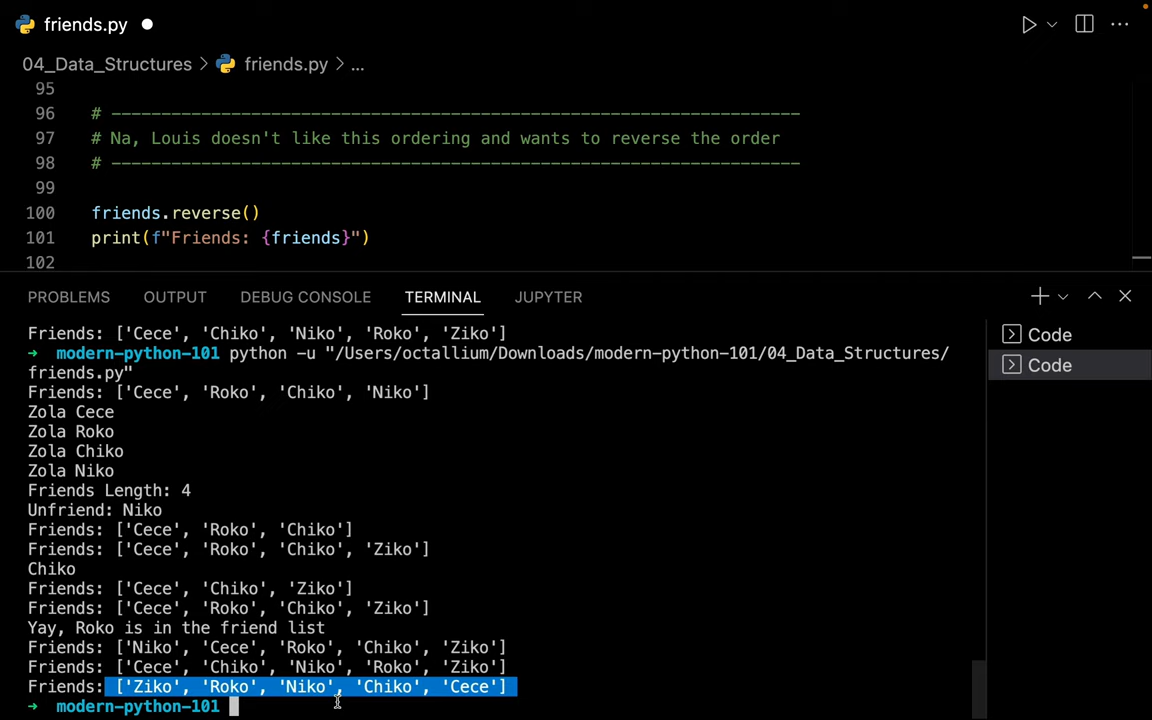 friends.py
04_Data_Structures > friends.py > ...
95
96 # ---------------------------------------------------------------------
97 # Na, Louis doesn't like this ordering and wants to reverse the order
98 # ---------------------------------------------------------------------
99
100 friends.reverse()
101 print(f"Friends: {friends}")
102
PROBLEMS OUTPUT DEBUG CONSOLE TERMINAL JUPYTER
Friends: ['Cece', 'Chiko', 'Niko', 'Roko', 'Ziko']
→ modern-python-101 python -u "/Users/octallium/Downloads/modern-python-101/04_Data_Structures/
friends.py"
Friends: ['Cece', 'Roko', 'Chiko', 'Niko']
Zola Cece
Zola Roko
Zola Chiko
Zola Niko
Friends Length: 4
Unfriend: Niko
Friends: ['Cece', 'Roko', 'Chiko']
Friends: ['Cece', 'Roko', 'Chiko', 'Ziko']
Chiko
Friends: ['Cece', 'Chiko', 'Ziko']
Friends: ['Cece', 'Roko', 'Chiko', 'Ziko']
Yay, Roko is in the friend list
Friends: ['Niko', 'Cece', 'Roko', 'Chiko', 'Ziko']
Friends: ['Cece', 'Chiko', 'Niko', 'Roko', 'Ziko']
Friends: ['Ziko', 'Roko', 'Niko', 'Chiko', 'Cece']
→ modern-python-101
Code
Code